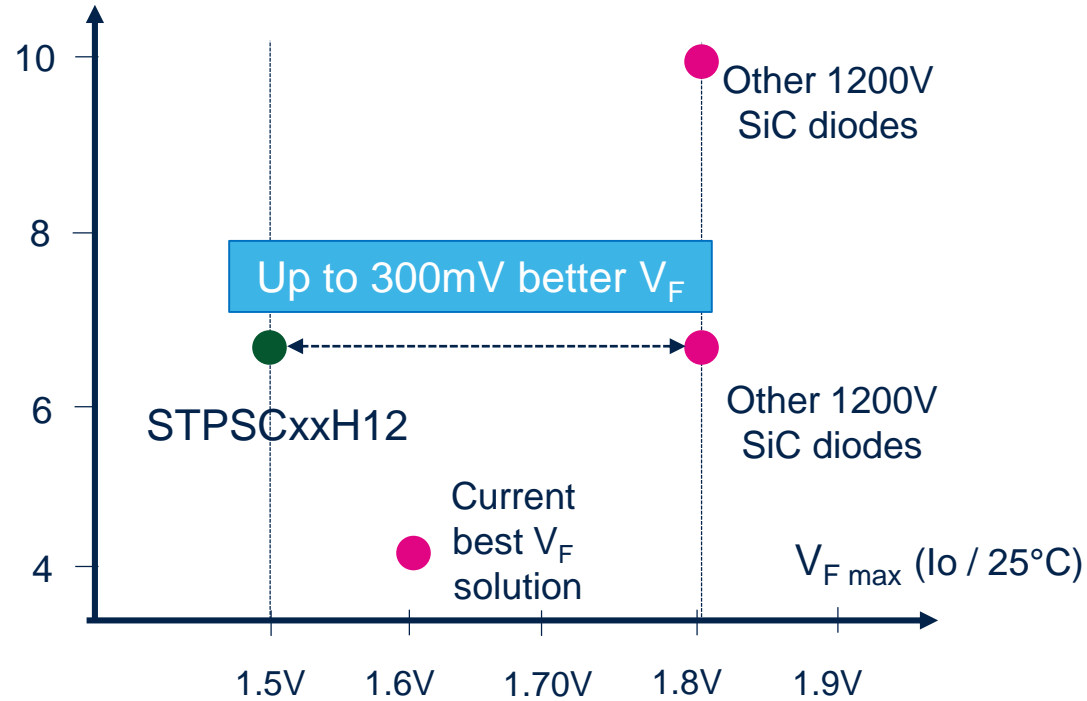 10
Other 1200V
SiC diodes
8
Up to 300mV better VF
6
STPSCxxH12
Other 1200V
SiC diodes
Current
best VF
solution
4
VF max (Io / 25°C)
1.5V 1.6V 1.70V 1.8V 1.9V